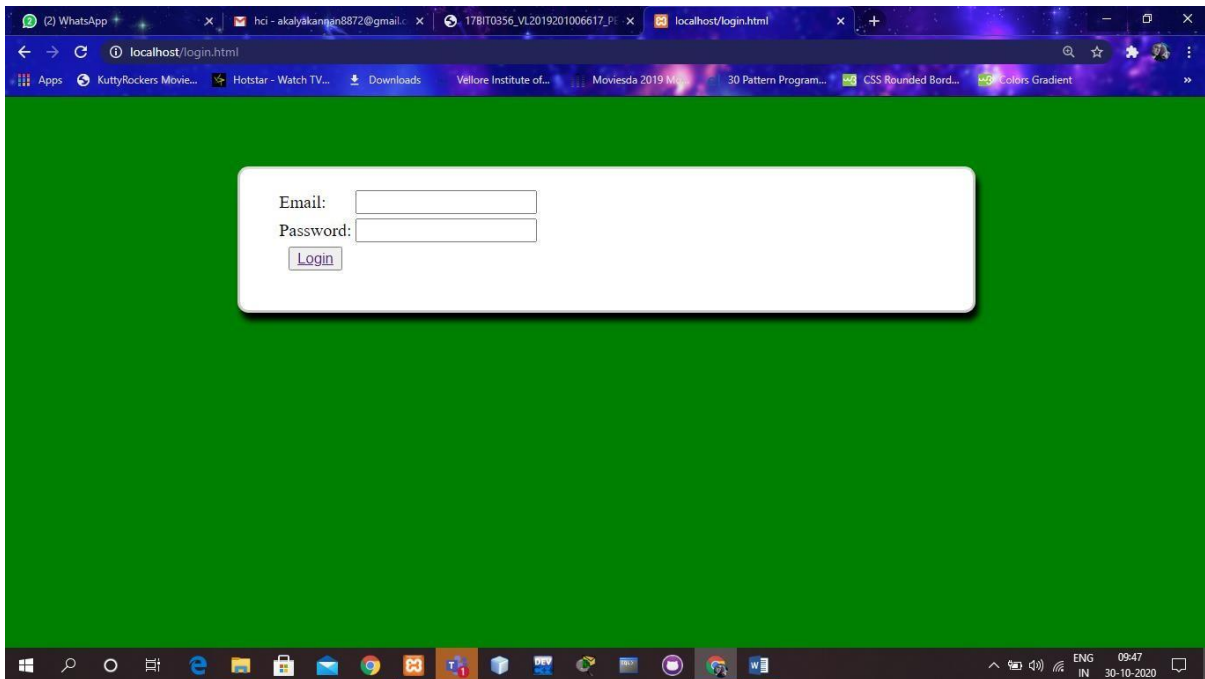 (2) WhatsApp
hci - akalyakannan8872@gmail.c
17BIT0356_VL2019201006617_PE
localhost/login.html
localhost/login.html
Apps KuttyRockers Movie... Hotstar - Watch TV... Downloads Vellore Institute of... Moviesda 2019 Mo... 30 Pattern Program... CSS Rounded Bord... Colors Gradient »
Email:
Password:
Login
ENG 09:47
IN 30-10-2020